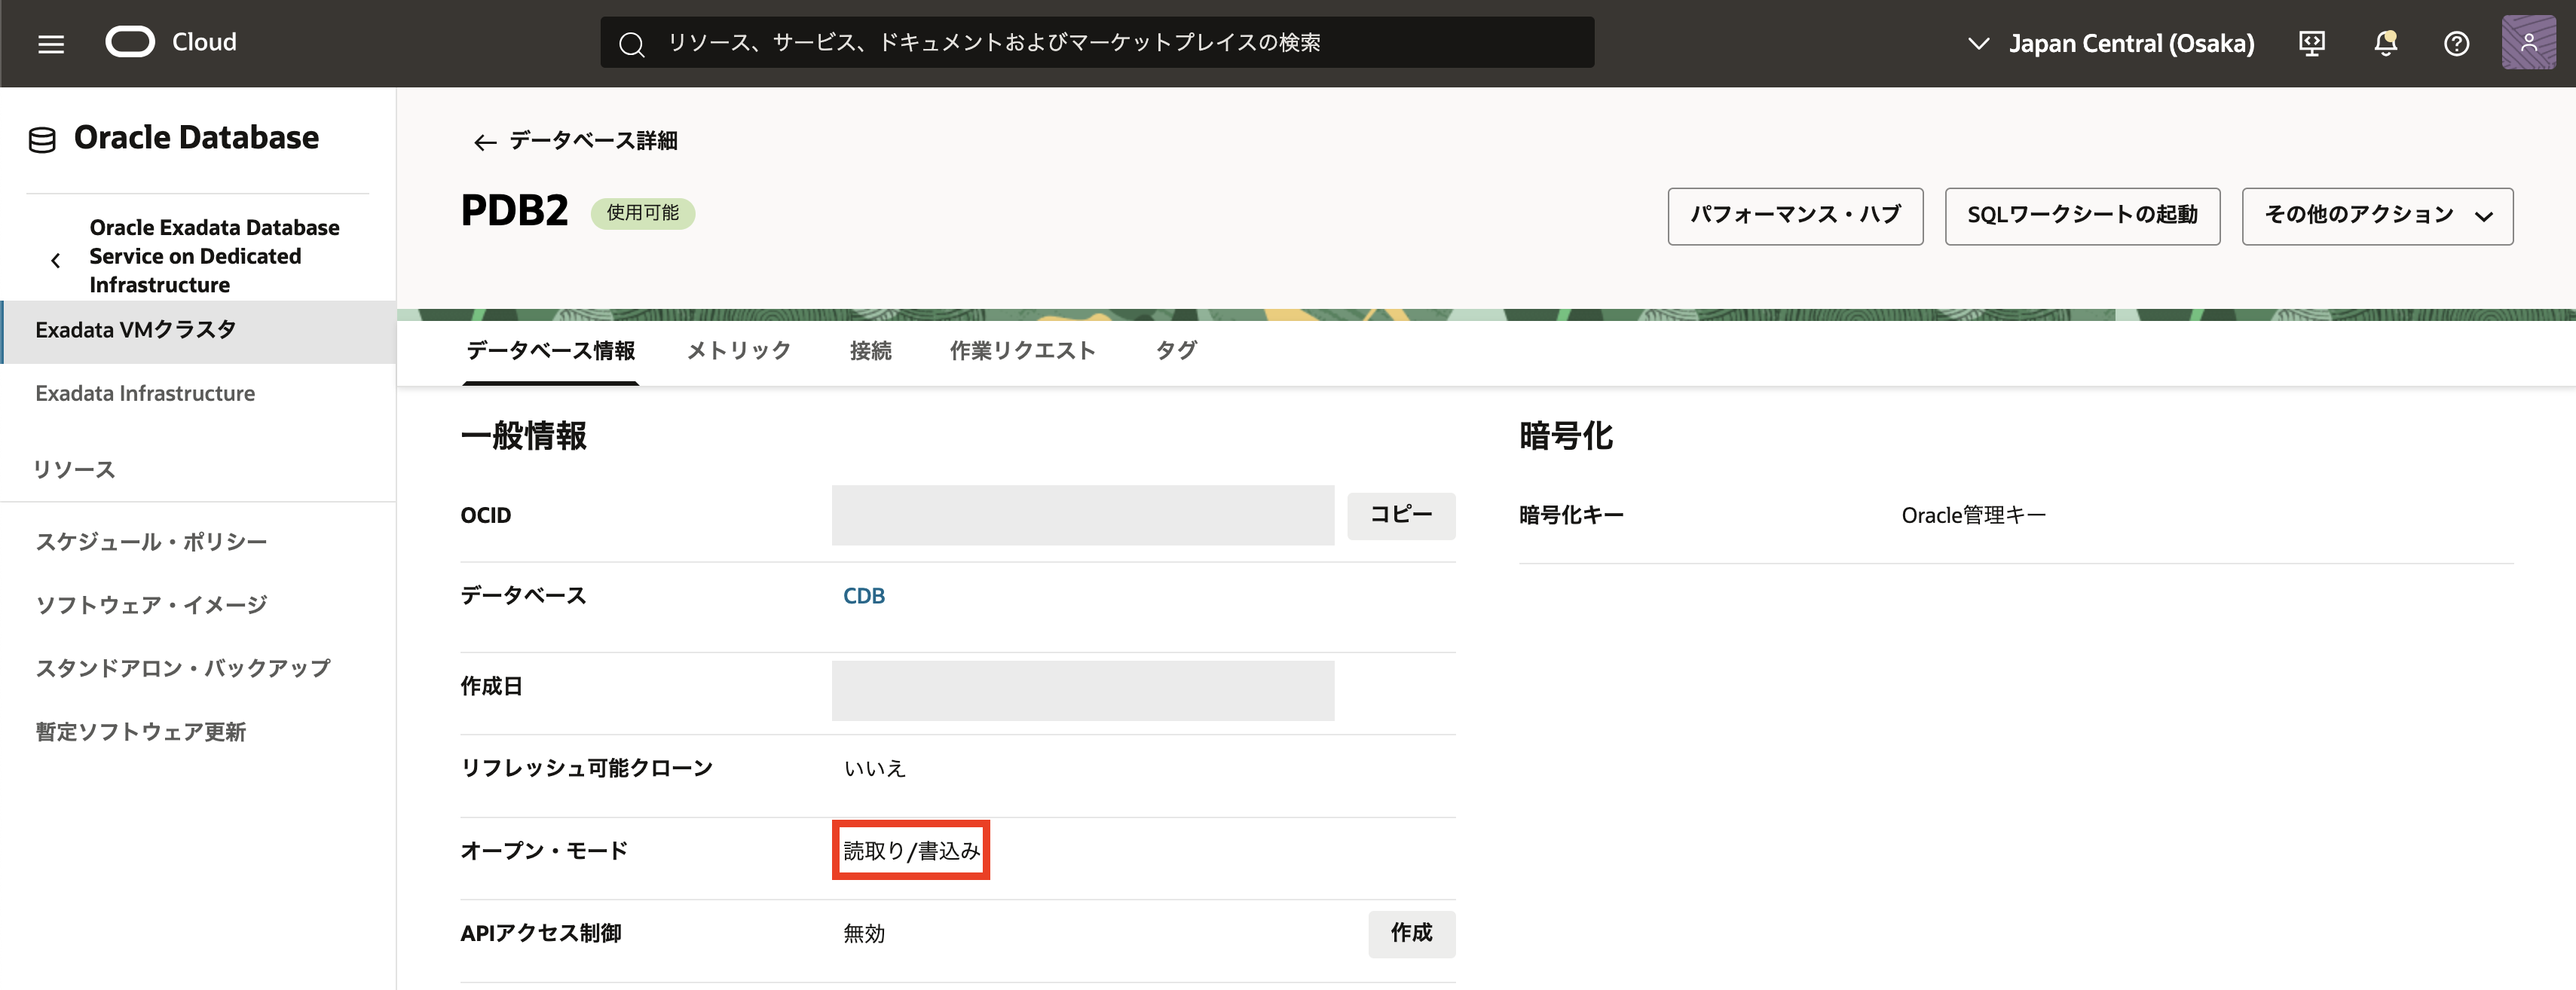 Cloud
リソース、サービス、ドキュメントおよびマーケットプレイスの検索
Japan Central (Osaka)
Oracle Database
Oracle Exadata Database
Service on Dedicated
Infrastructure
Exadata VMクラスタ
Exadata Infrastructure
リソース
スケジュール・ポリシー
ソフトウェア・イメージ
スタンドアロン・バックアップ
暫定ソフトウェア更新
データベース詳細
PDB2 使用可能
パフォーマンス・ハブ
SQLワークシートの起動
その他のアクション
データベース情報 メトリック 接続 作業リクエスト タグ
一般情報
OCID コピー
データベース CDB
作成日
リフレッシュ可能クローン いいえ
オープン・モード 読取り/書込み
APIアクセス制御 無効 作成
暗号化
暗号化キー Oracle管理キー